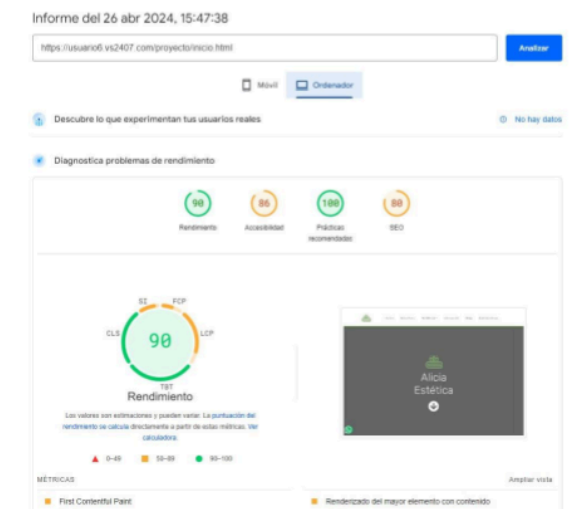 Informe del 26 abr 2024, 15:47:38
https://usuario6.vs2407.com/proyecto/inicio.html
Analizar
Móvil
Ordenador
Descubre lo que experimentan tus usuarios reales
No hay datos
Diagnostica problemas de rendimiento
90
86
100
80
Rendimiento
Accesibilidad
Prácticas
recomendadas
SEO
SI
FCP
CLS
LCP
90
TBT
Rendimiento
Los valores son estimaciones y pueden variar. La puntuación del
rendimiento se calcula directamente a partir de estas métricas. Ver
calculadora.
0–49
50–89
90–100
Alicia
Estética
MÉTRICAS
Ampliar vista
First Contentful Paint
Renderizado del mayor elemento con contenido